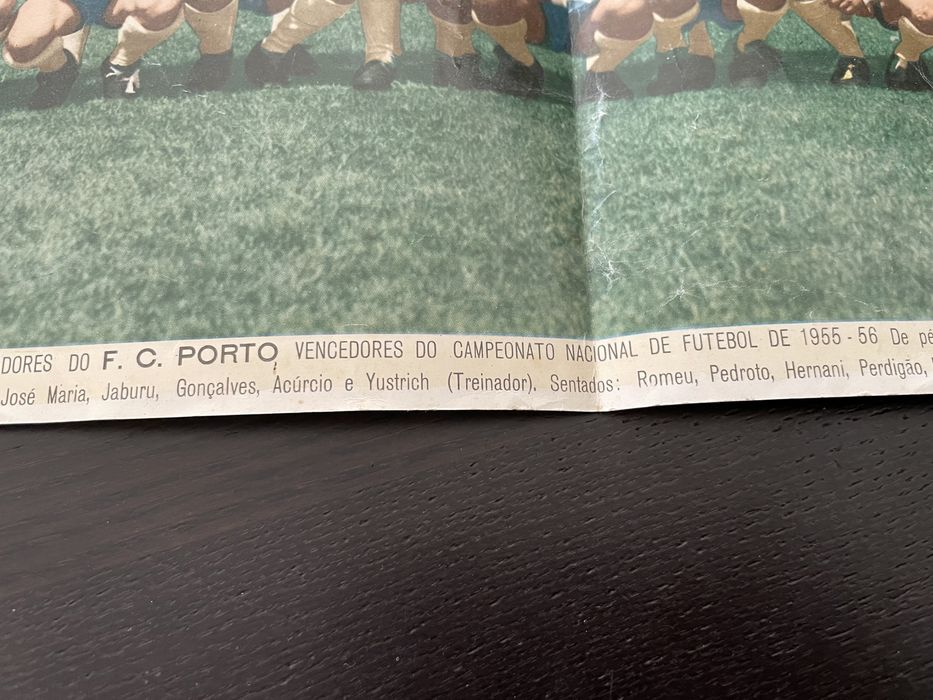 DORES DO F. C. PORTO VENCEDORES DO CAMPEONATO NACIONAL DE FUTEBOL DE 1955 - 56 De pé
José Maria, Jaburu, Gonçalves, Acúrcio e Yustrich (Treinador). Sentados: Romeu, Pedroto, Hernani, Perdigão,